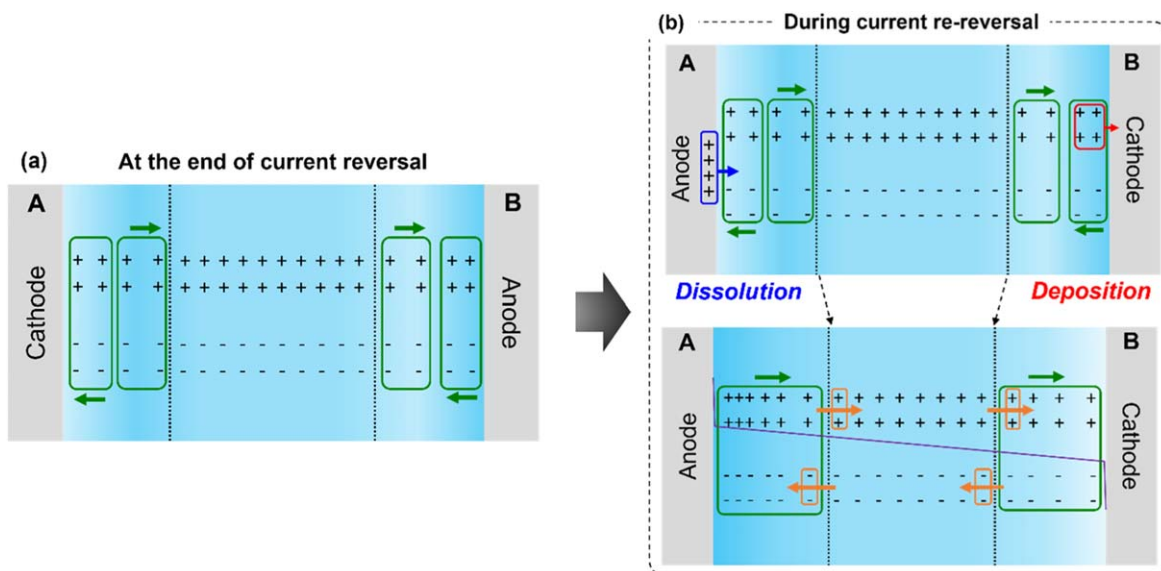 (a)
At the end of current reversal
A
B
Cathode
Anode
+ + + + + + + + + + + + + + + + + +
+ + + + + + + + + + + + + + + + + +
- - - - - - - - - - - - - - - - - -
- - - - - - - - - - - - - - - - - -
(b)
During current re-reversal
A
B
Anode
Cathode
+
+
+
+
+ + + + + + + + + + + + + + + + + +
+ + + + + + + + + + + + + + + + + +
- - - - - - - - - - - - - - - - - -
- - - - - - - - - - - - - - - - - -
Dissolution
Deposition
A
B
Anode
Cathode
+++ + + + + + + + + + + + + + + + +
+++ + + + + + + + + + + + + + + + +
- - - - - - - - - - - - - - - - - -
- - - - - - - - - - - - - - - - - -